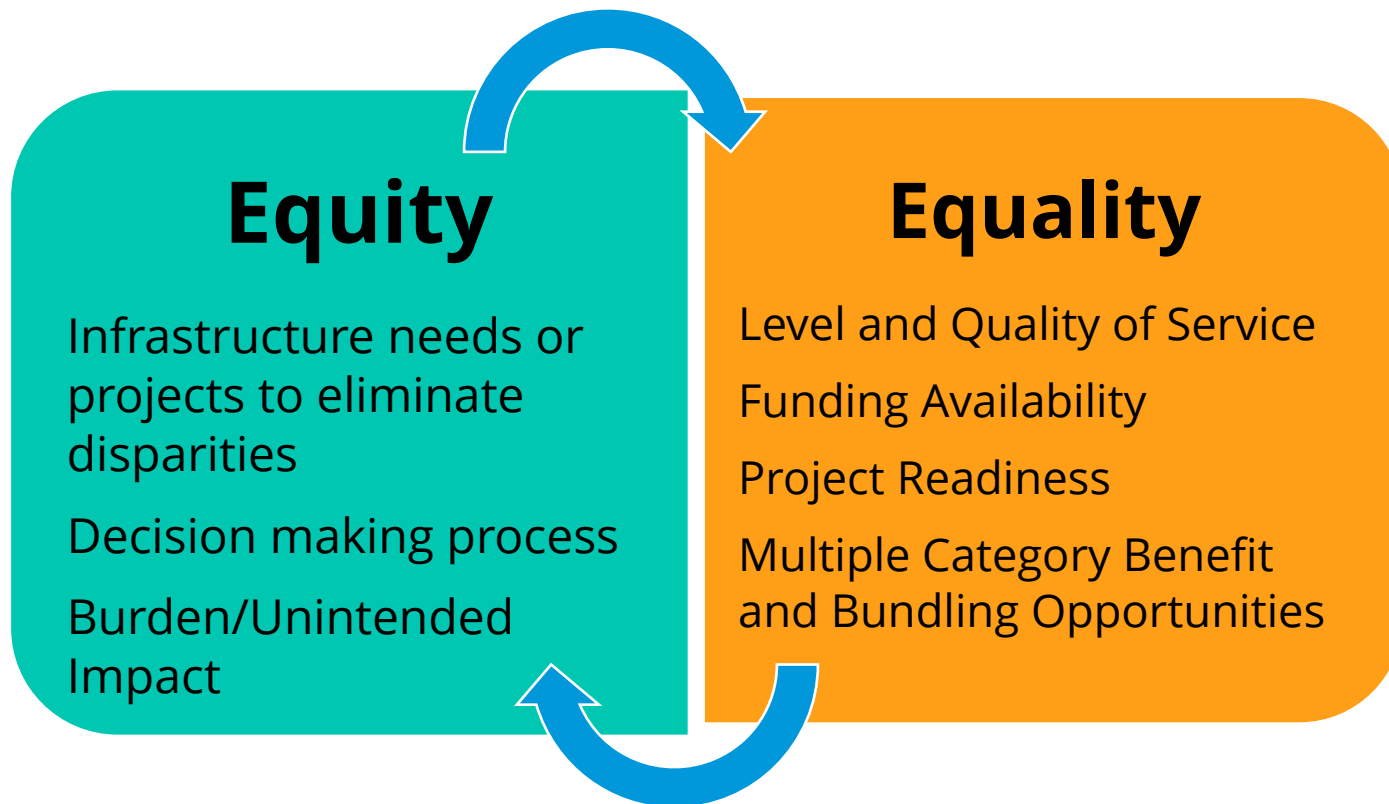 Equity
Infrastructure needs or
projects to eliminate
disparities
Decision making process
Burden/Unintended
Impact
Equality
Level and Quality of Service
Funding Availability
Project Readiness
Multiple Category Benefit
and Bundling Opportunities